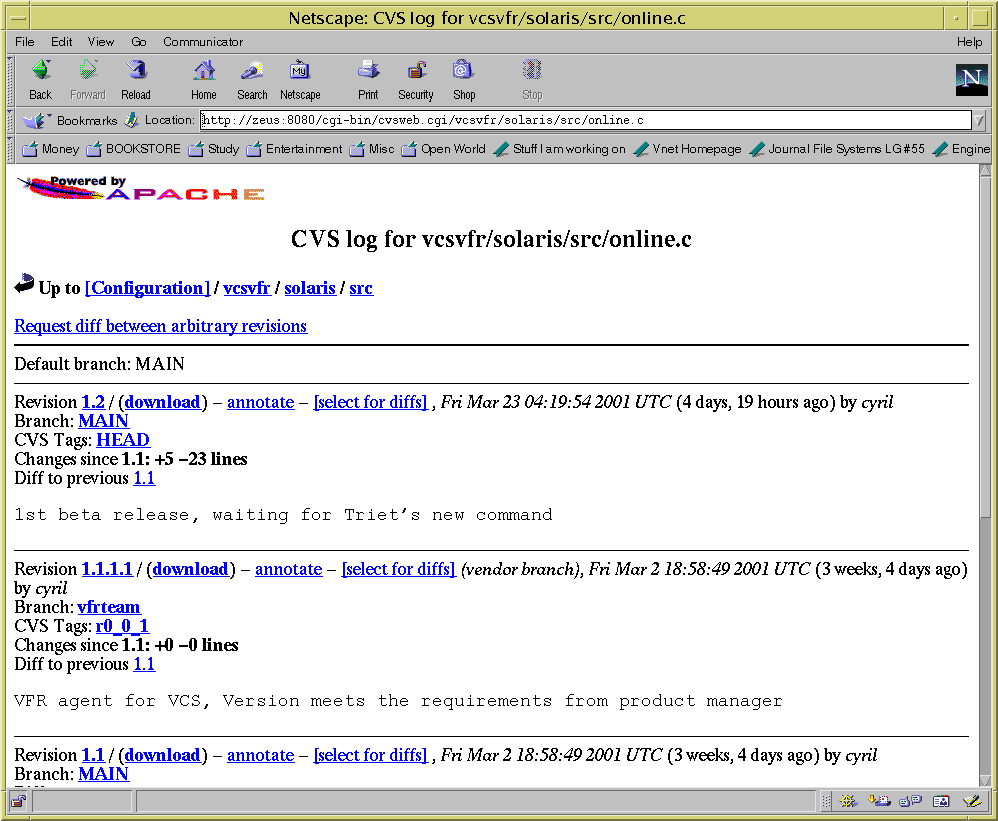 Netscape: CVS log for vcsvfr/solaris/src/online.c
File Edit View Go Communicator Help
Back Forward Reload Home Search My Netscape Print Security Shop Stop
N
Bookmarks Location: http://zeus:8080/cgi-bin/cvsweb.cgi/vcsvfr/solaris/src/online.c
Money BOOKSTORE Study Entertainment Misc Open World Stuff I am working on Vnet Homepage Journal File Systems LG #55 Engine
Powered by
APACHE
CVS log for vcsvfr/solaris/src/online.c
Up to [Configuration] / vcsvfr / solaris / src
Request diff between arbitrary revisions
Default branch: MAIN
Revision 1.2 / (download) – annotate – [select for diffs] , Fri Mar 23 04:19:54 2001 UTC (4 days, 19 hours ago) by cyril
Branch: MAIN
CVS Tags: HEAD
Changes since 1.1: +5 –23 lines
Diff to previous 1.1
1st beta release, waiting for Triet's new command
Revision 1.1.1.1 / (download) – annotate – [select for diffs] (vendor branch), Fri Mar 2 18:58:49 2001 UTC (3 weeks, 4 days ago)
by cyril
Branch: vfrteam
CVS Tags: r0_0_1
Changes since 1.1: +0 –0 lines
Diff to previous 1.1
VFR agent for VCS, Version meets the requirements from product manager
Revision 1.1 / (download) – annotate – [select for diffs] , Fri Mar 2 18:58:49 2001 UTC (3 weeks, 4 days ago) by cyril
Branch: MAIN